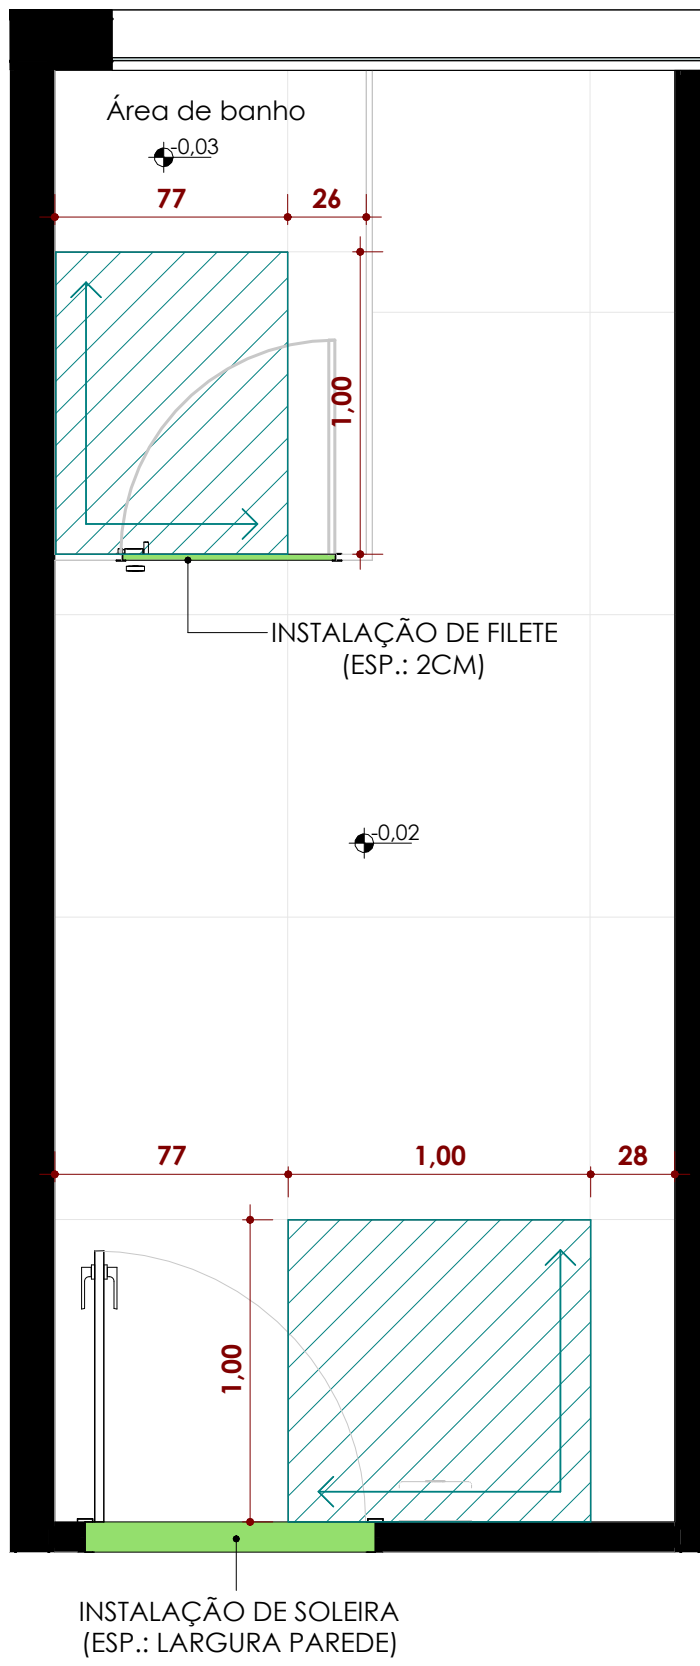 Área de banho
-0,03
77
26
1,00
INSTALAÇÃO DE FILETE
(ESP.: 2CM)
-0,02
77
1,00
28
1,00
INSTALAÇÃO DE SOLEIRA
(ESP.: LARGURA PAREDE)